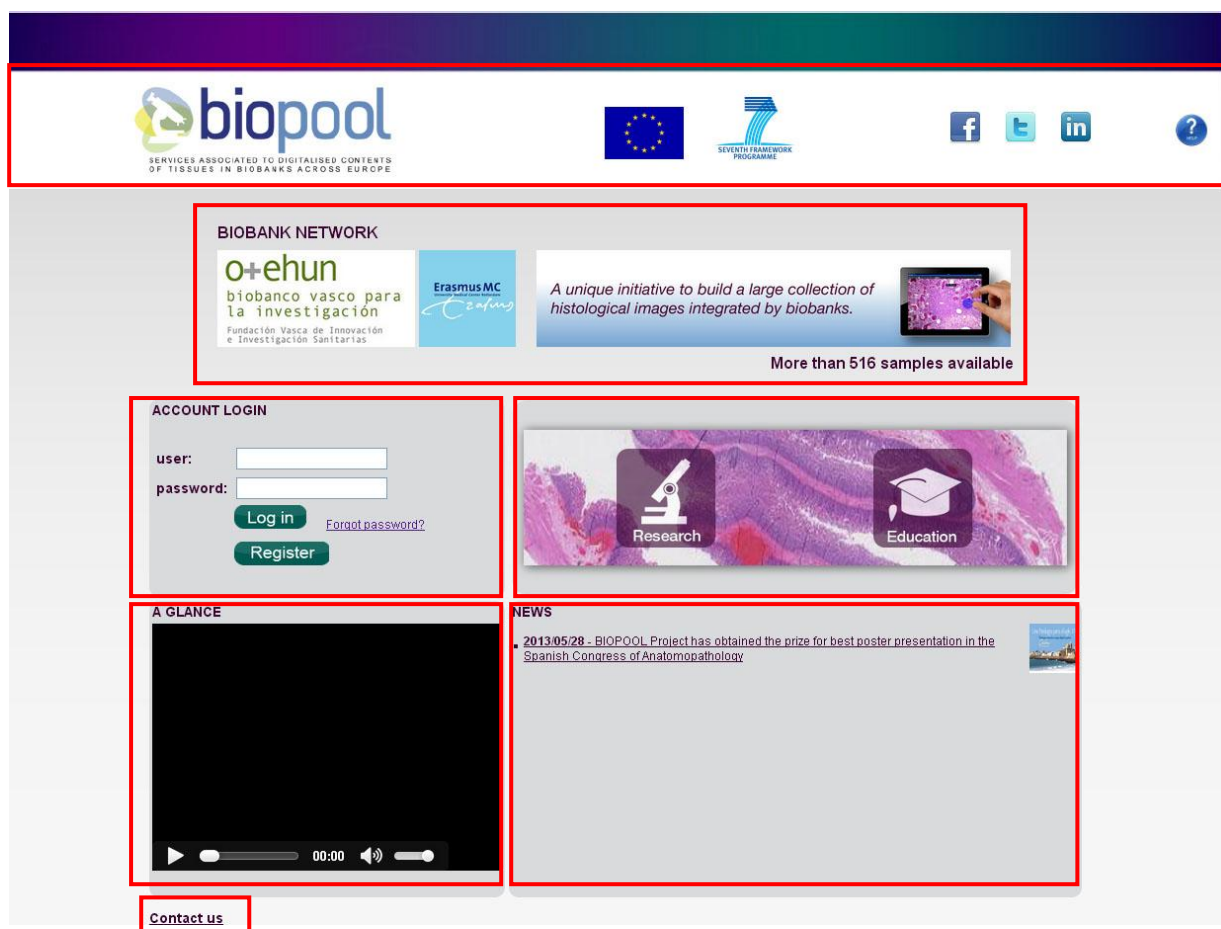 biopool
SERVICES ASSOCIATED TO DIGITALISED CONTENTS
OF TISSUES IN BIOBANKS ACROSS EUROPE
SEVENTH FRAMEWORK
PROGRAMME
f
t
in
?
BIOBANK NETWORK
o+ehun
biobanco vasco para
la investigación
Fundación Vasca de Innovación
e Investigación Sanitarias
Erasmus MC
A unique initiative to build a large collection of
histological images integrated by biobanks.
More than 516 samples available
ACCOUNT LOGIN
user:
password:
Log in
Forgot password?
Register
Research
Education
A GLANCE
00:00
NEWS
2013/05/28 - BIOPOOL Project has obtained the prize for best poster presentation in the
Spanish Congress of Anatomopathology
Contact us